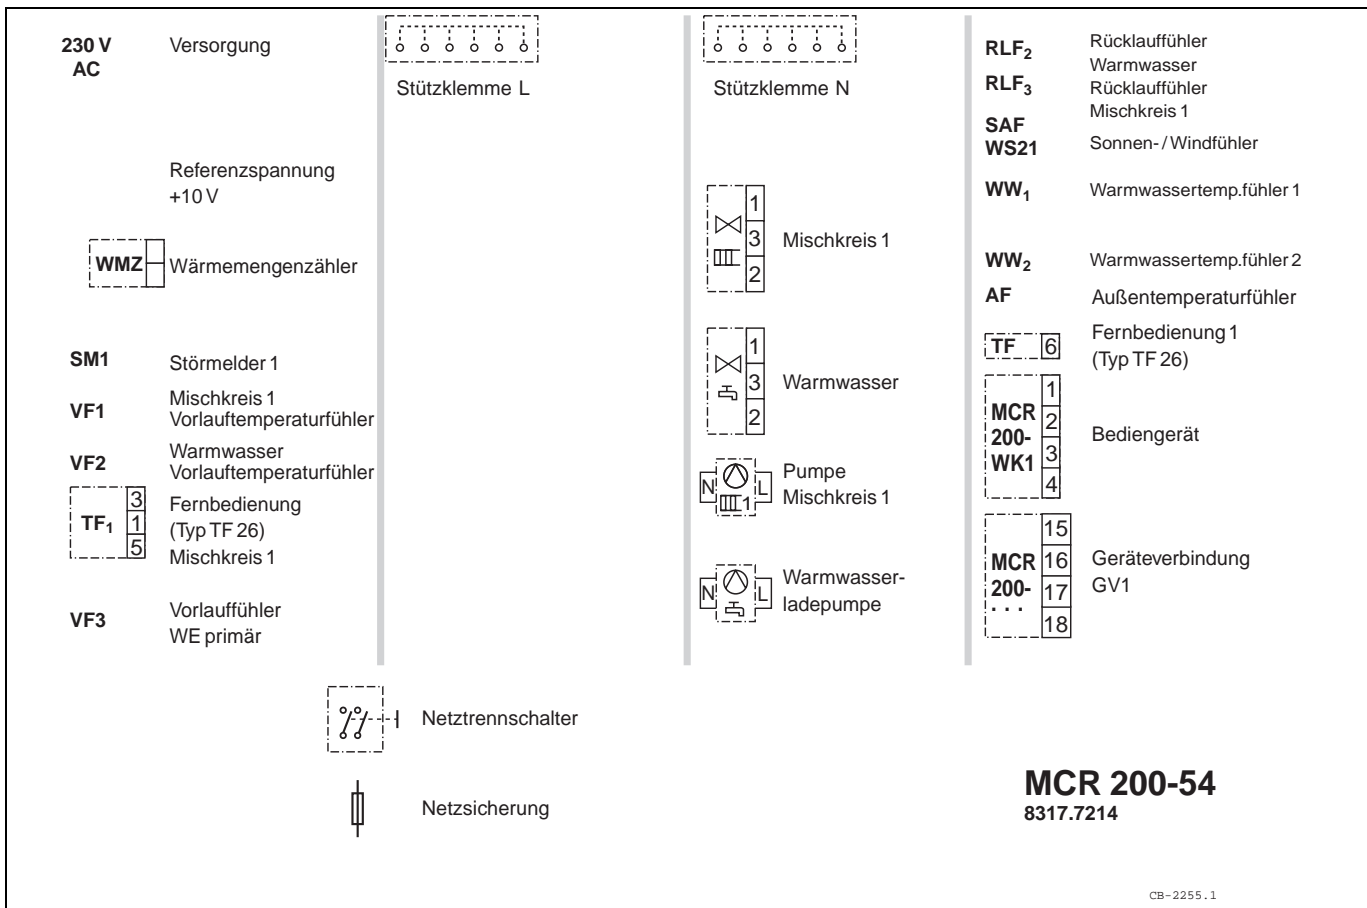 230 V
AC
Versorgung
Referenzspannung
+10 V
WMZ
Wärmemengenzähler
SM1
Störmelder 1
VF1
Mischkreis 1
Vorlauftemperaturfühler
VF2
Warmwasser
Vorlauftemperaturfühler
TF1
3
1
5
Fernbedienung
(Typ TF 26)
Mischkreis 1
VF3
Vorlauffühler
WE primär
Stützklemme L
Stützklemme N
1
3
2
Mischkreis 1
1
3
2
Warmwasser
N
1
L
Pumpe
Mischkreis 1
N
L
Warmwasser-
ladepumpe
RLF2
Rücklauffühler
Warmwasser
RLF3
Rücklauffühler
Mischkreis 1
SAF
WS21
Sonnen- / Windfühler
WW1
Warmwassertemp.fühler 1
WW2
Warmwassertemp.fühler 2
AF
Außentemperaturfühler
TF 6
Fernbedienung 1
(Typ TF 26)
MCR
200-
WK1
1
2
3
4
Bediengerät
MCR
200-
. . .
15
16
17
18
Geräteverbindung
GV1
Netztrennschalter
Netzsicherung
MCR 200-54
8317.7214
CB-2255.1